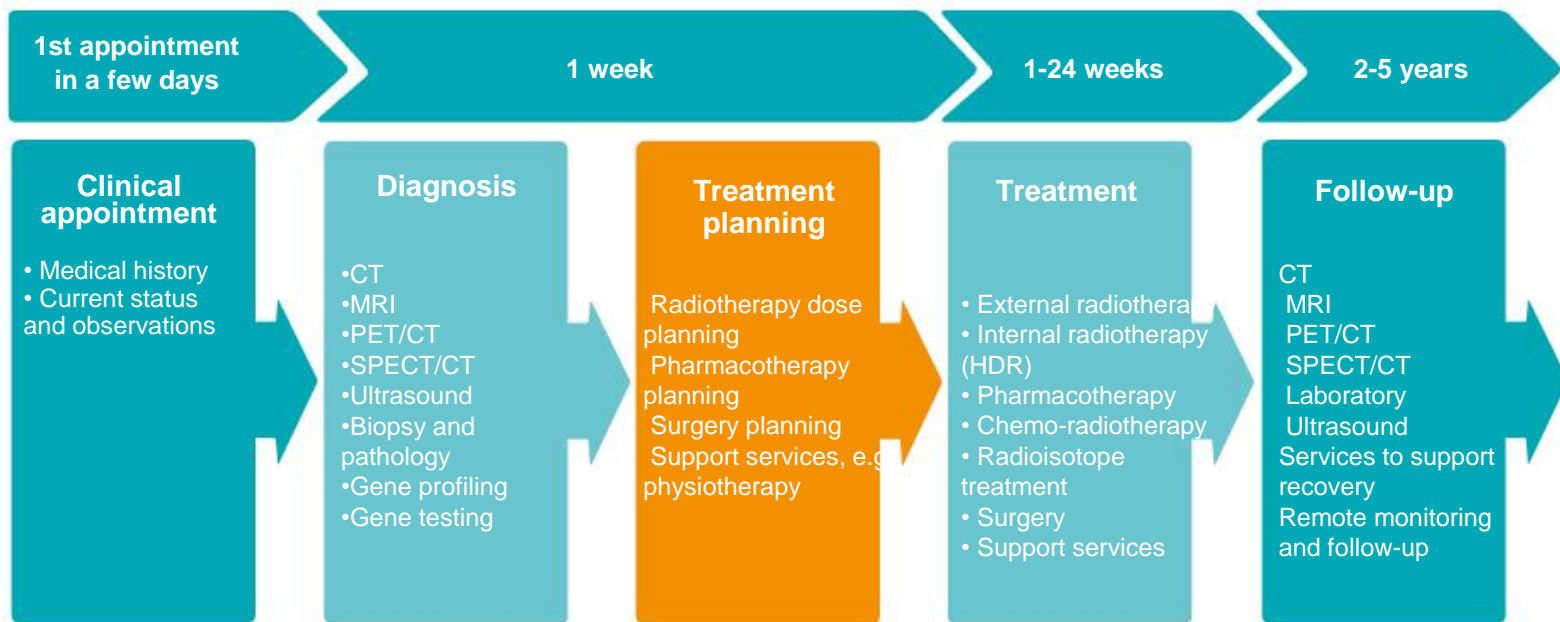 1st appointment
in a few days
1 week
1-24 weeks
2-5 years
Clinical
appointment
• Medical history
• Current status
and observations
Diagnosis
•CT
•MRI
•PET/CT
•SPECT/CT
•Ultrasound
•Biopsy and
pathology
•Gene profiling
•Gene testing
Treatment
planning
Radiotherapy dose
planning
Pharmacotherapy
planning
Surgery planning
Support services, e.g
physiotherapy
Treatment
• External radiotherapy
• Internal radiotherapy
(HDR)
• Pharmacotherapy
• Chemo-radiotherapy
• Radioisotope
treatment
• Surgery
• Support services
Follow-up
CT
MRI
PET/CT
SPECT/CT
Laboratory
Ultrasound
Services to support
recovery
Remote monitoring
and follow-up